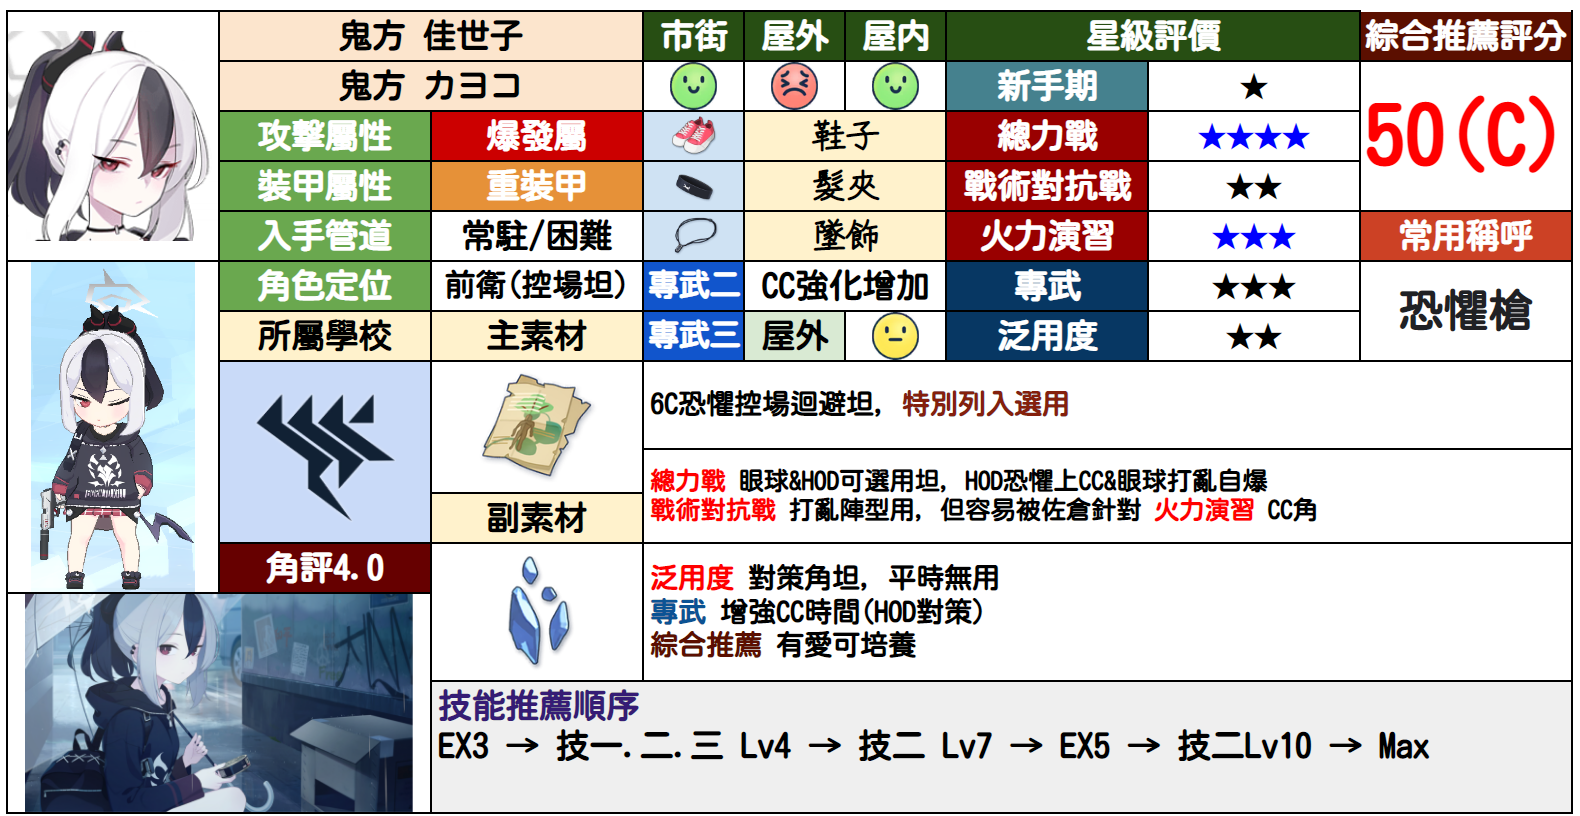 鬼方 佳世子 市街 屋外 屋内 星級評價 綜合推薦評分
鬼方 カヨコ 新手期 ★ 50(C)
攻擊屬性 爆發屬 鞋子 總力戰 ★★★★
裝甲屬性 重裝甲 髮夾 戰術對抗戰 ★★
入手管道 常駐/困難 墜飾 火力演習 ★★★ 常用稱呼
角色定位 前衛(控場坦) 專武二 CC強化增加 專武 ★★★ 恐懼槍
所屬學校 主素材 專武三 屋外 泛用度 ★★
6C恐懼控場迴避坦, 特別列入選用
總力戰 眼球&HOD可選用坦, HOD恐懼上CC&眼球打亂自爆
戰術對抗戰 打亂陣型用, 但容易被佐倉針對 火力演習 CC角
副素材
角評4.0
泛用度 對策角坦, 平時無用
專武 增強CC時間(HOD對策)
綜合推薦 有愛可培養
技能推薦順序
EX3 → 技一.二.三 Lv4 → 技二 Lv7 → EX5 → 技二Lv10 → Max